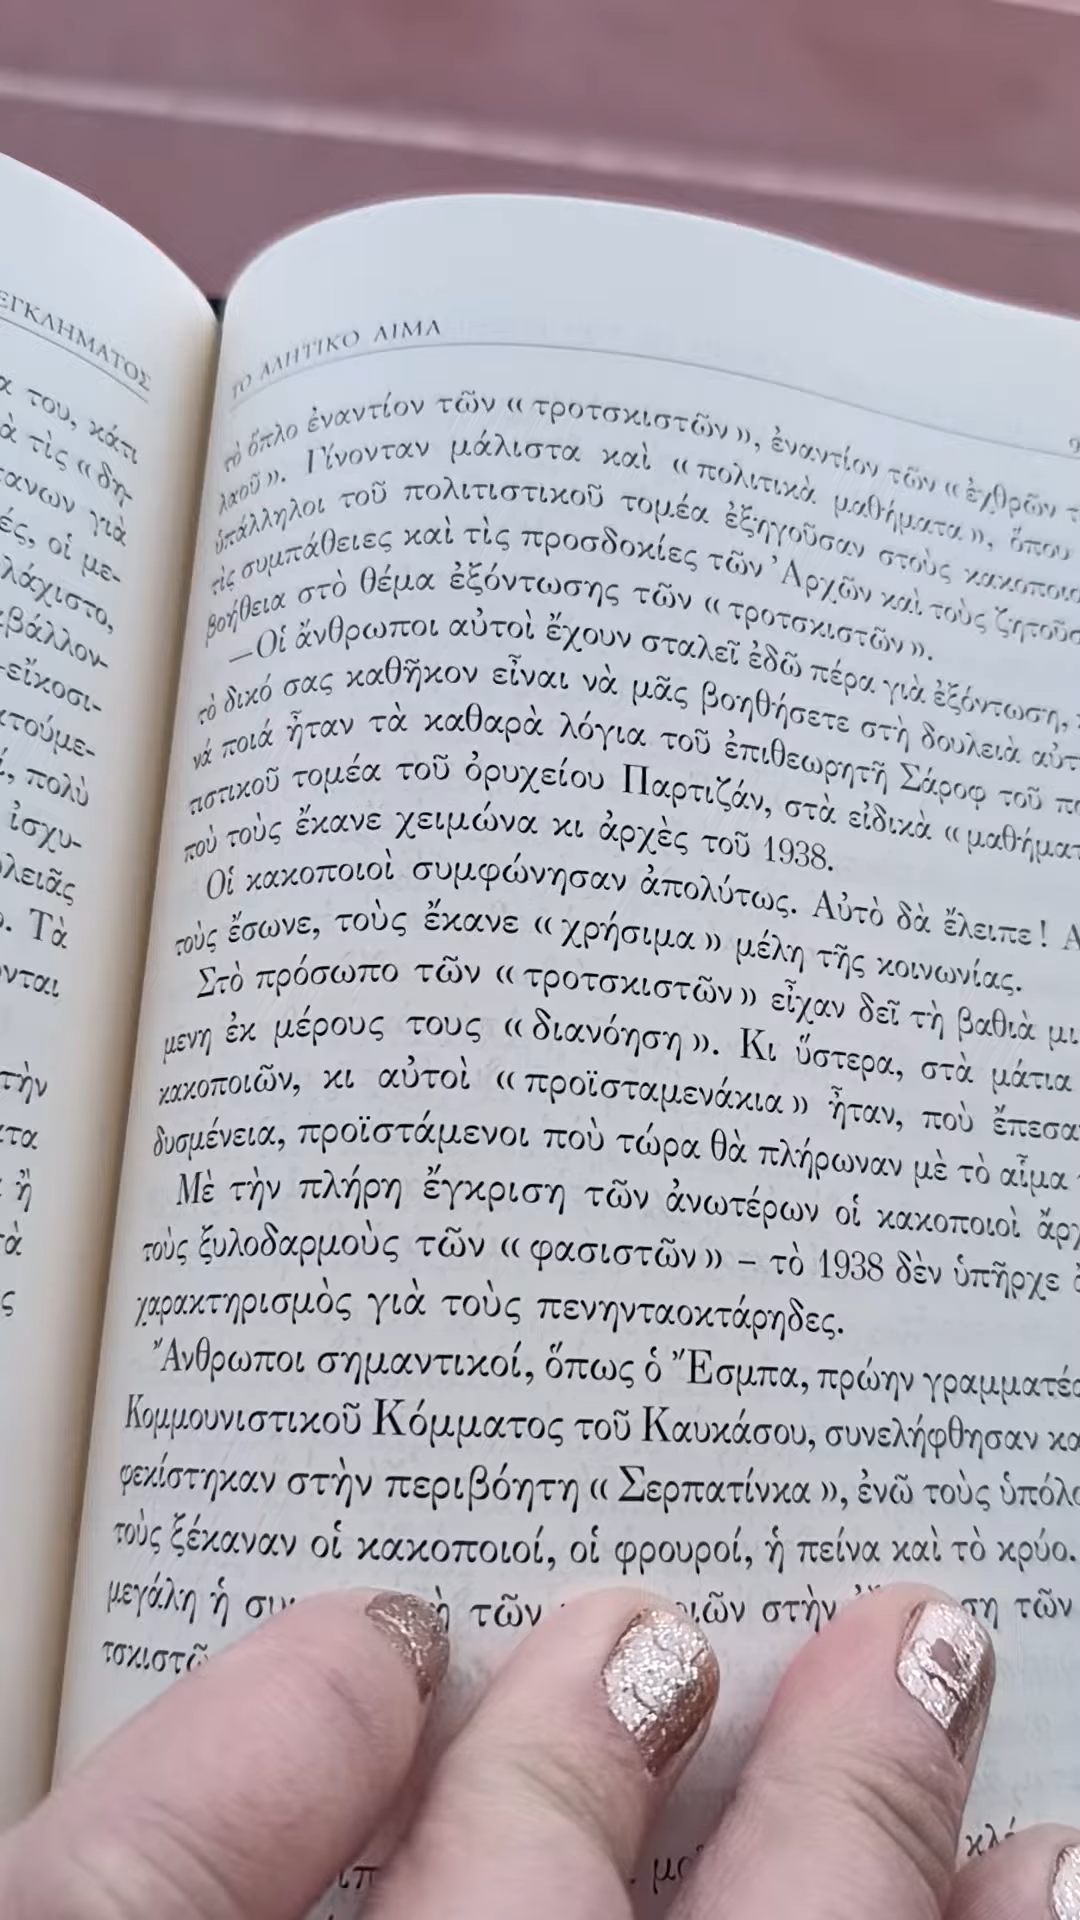 ΕΓΚΛΗΜΑΤΟΣ
α του, κάτι
ὰ τὶς « δη-
τανων γιὰ
ές, οἱ με-
λάχιστο,
βάλλον-
-εἴκοσι-
κτούμε-
, πολὺ
ἰσχυ-
λειᾶς
. Τὰ
νται
τὴν
τα
ἢ
τὰ
ς
ΤΟ ΑΛΗΤΙΚΟ ΑΙΜΑ
9
τὸ ὅπλο ἐναντίον τῶν « τροτσκιστῶν », ἐναντίον τῶν « ἐχθρῶν τ
λαοῦ ». Γίνονταν μάλιστα καὶ « πολιτικὰ μαθήματα », ὅπου
ὑπάλληλοι τοῦ πολιτιστικοῦ τομέα ἐξηγοῦσαν στοὺς κακοποιο
τὶς συμπάθειες καὶ τὶς προσδοκίες τῶν Ἀρχῶν καὶ τοὺς ζητοῦσ
βοήθεια στὸ θέμα ἐξόντωσης τῶν « τροτσκιστῶν ».
—Οἱ ἄνθρωποι αὐτοὶ ἔχουν σταλεῖ ἐδῶ πέρα γιὰ ἐξόντωση,
τὸ δικό σας καθῆκον εἶναι νὰ μᾶς βοηθήσετε στὴ δουλειὰ αὐτ
νά ποιά ἦταν τὰ καθαρὰ λόγια τοῦ ἐπιθεωρητῆ Σάροφ τοῦ πο
τιστικοῦ τομέα τοῦ ὀρυχείου Παρτιζάν, στὰ εἰδικὰ « μαθήματ
ποὺ τοὺς ἔκανε χειμώνα κι ἀρχὲς τοῦ 1938.
Οἱ κακοποιοὶ συμφώνησαν ἀπολύτως. Αὐτὸ δὰ ἔλειπε ! Α
τοὺς ἔσωνε, τοὺς ἔκανε « χρήσιμα » μέλη τῆς κοινωνίας.
Στὸ πρόσωπο τῶν « τροτσκιστῶν » εἶχαν δεῖ τὴ βαθιὰ μι
μενη ἐκ μέρους τους « διανόηση ». Κι ὕστερα, στὰ μάτια
κακοποιῶν, κι αὐτοὶ « προϊσταμενάκια » ἦταν, ποὺ ἔπεσα
δυσμένεια, προϊστάμενοι ποὺ τώρα θὰ πλήρωναν μὲ τὸ αἷμα
Μὲ τὴν πλήρη ἔγκριση τῶν ἀνωτέρων οἱ κακοποιοὶ ἄρχ
τοὺς ξυλοδαρμοὺς τῶν « φασιστῶν » – τὸ 1938 δὲν ὑπῆρχε
χαρακτηρισμὸς γιὰ τοὺς πενηνταοκτάρηδες.
Ἄνθρωποι σημαντικοί, ὅπως ὁ Ἔσμπα, πρώην γραμματέ
Κομμουνιστικοῦ Κόμματος τοῦ Καυκάσου, συνελήφθησαν κα
φεκίστηκαν στὴν περιβόητη « Σερπατίνκα », ἐνῶ τοὺς ὑπόλο
τοὺς ξέκαναν οἱ κακοποιοί, οἱ φρουροί, ἡ πείνα καὶ τὸ κρύο.
μεγάλη ἡ τῶν στὴν τῶν
τσκιστῶ